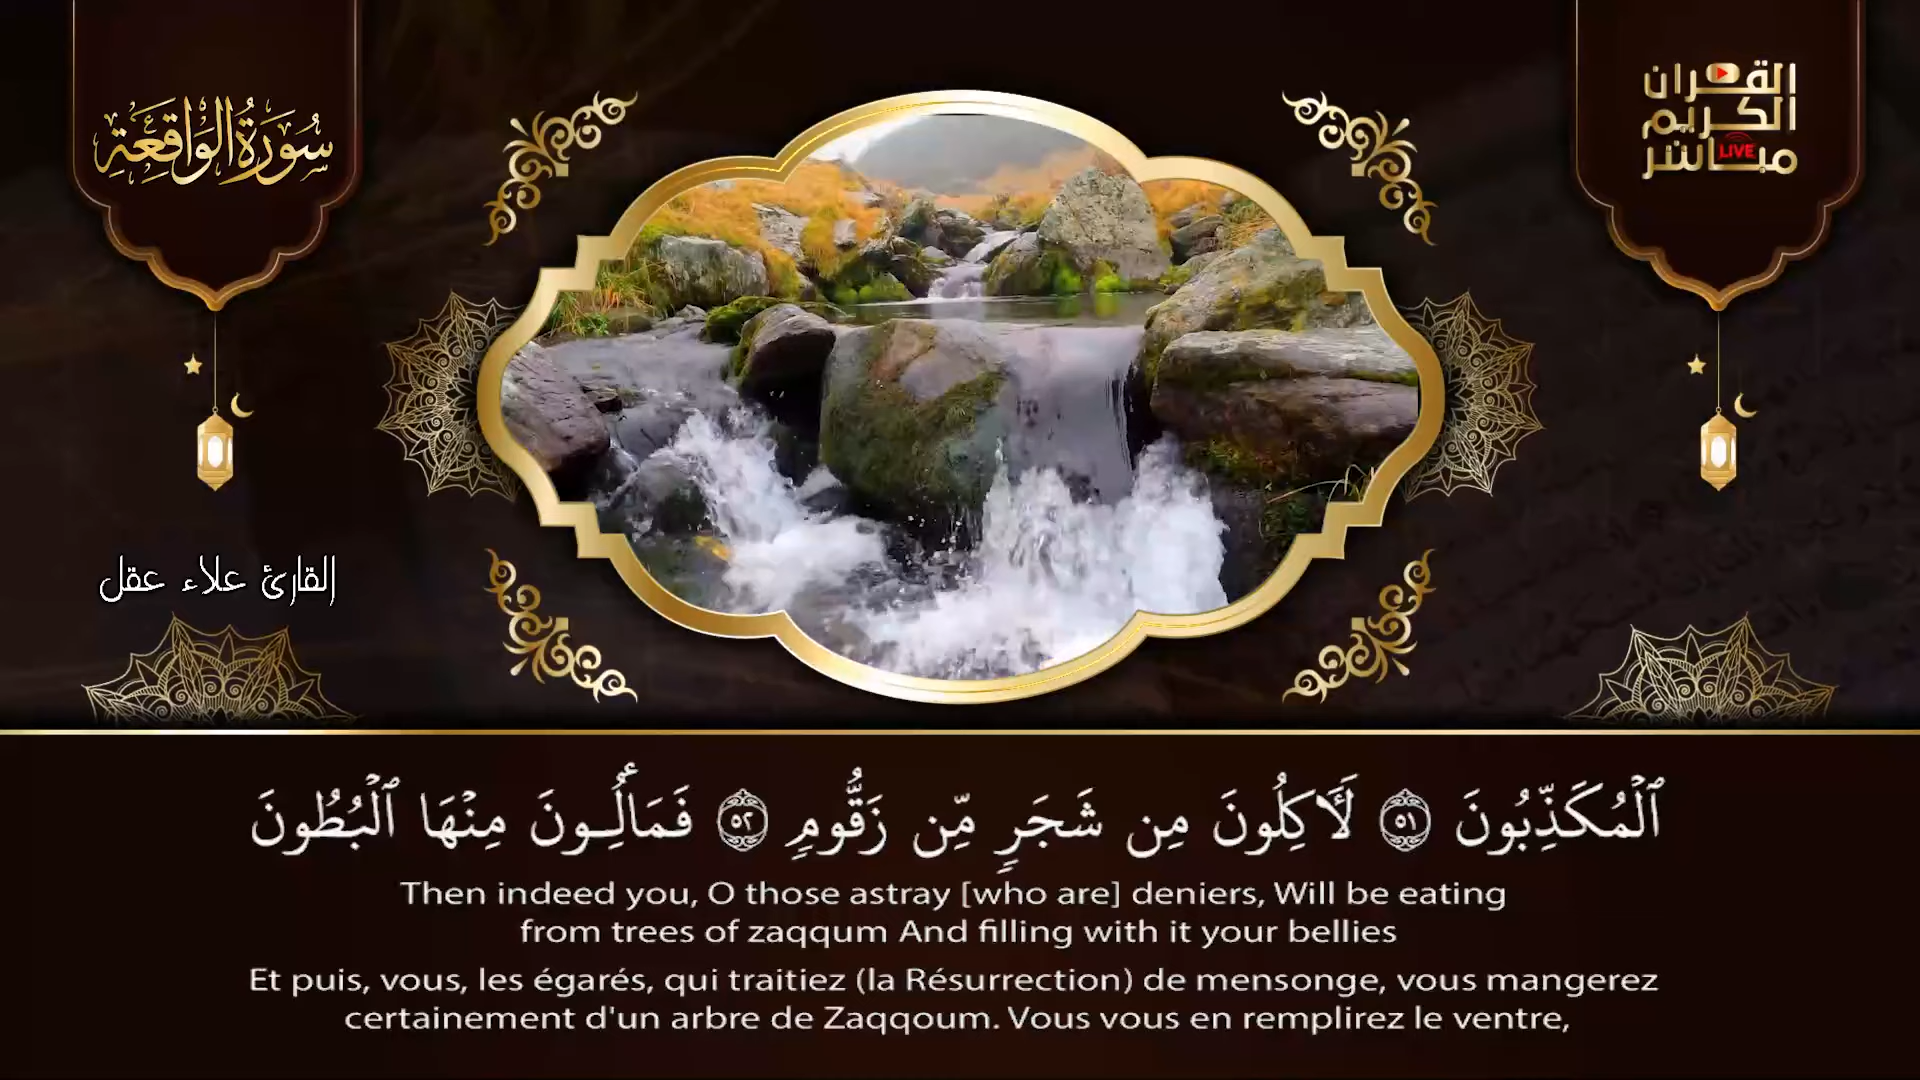 سُورَةُ الْوَاقِعَةِ
القرآن
الكريم
مباشر
LIVE
القارئ علاء عقل
ٱلْمُكَذِّبُونَ ٥١ لَـَٔاكِلُونَ مِن شَجَرٍ مِّن زَقُّومٍ ٥٢ فَمَالِـُٔونَ مِنْهَا ٱلْبُطُونَ
Then indeed you, O those astray [who are] deniers, Will be eating
from trees of zaqqum And filling with it your bellies
Et puis, vous, les égarés, qui traitiez (la Résurrection) de mensonge, vous mangerez
certainement d'un arbre de Zaqqoum. Vous vous en remplirez le ventre,